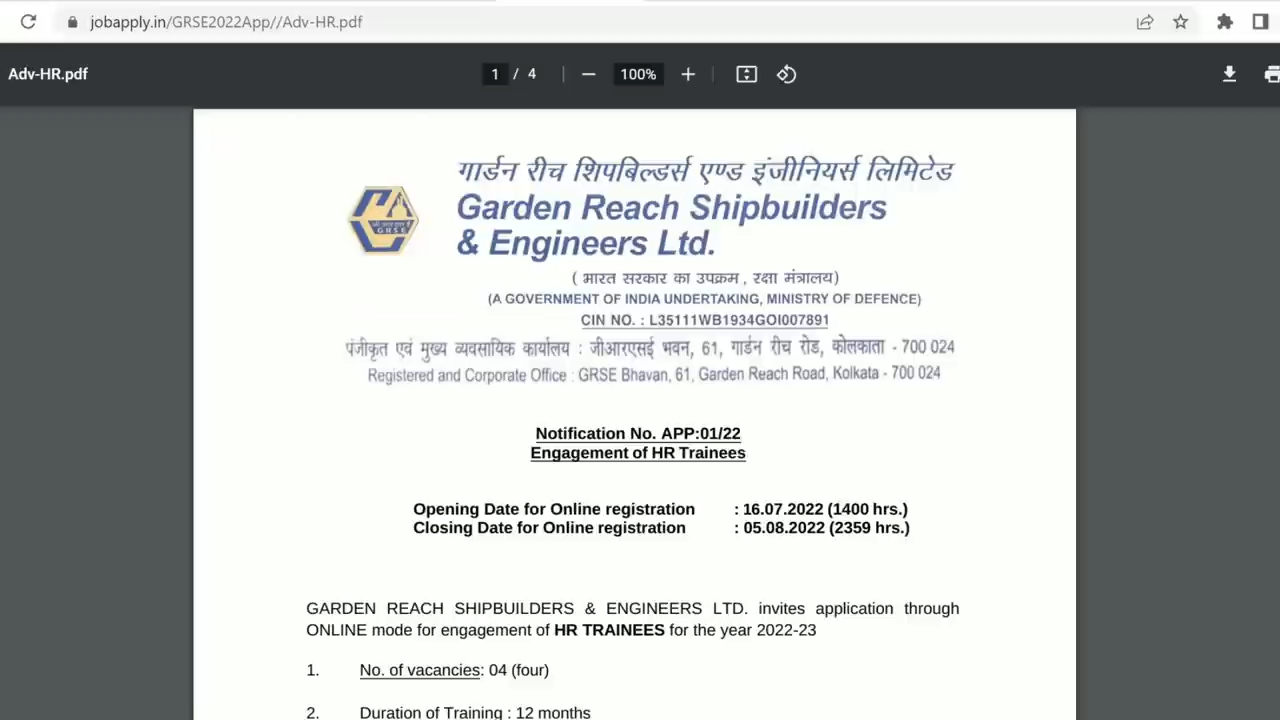 jobapply.in/GRSE2022App//Adv-HR.pdf
Adv-HR.pdf
1 / 4
100%
गार्डन रीच शिपबिल्डर्स एण्ड इंजीनियर्स लिमिटेड
Garden Reach Shipbuilders
& Engineers Ltd.
GRSE
( भारत सरकार का उपक्रम , रक्षा मंत्रालय)
(A GOVERNMENT OF INDIA UNDERTAKING, MINISTRY OF DEFENCE)
CIN NO. : L35111WB1934GOI007891
पंजीकृत एवं मुख्य व्यवसायिक कार्यालय : जीआरएसई भवन, 61, गार्डन रीच रोड, कोलकाता - 700 024
Registered and Corporate Office : GRSE Bhavan, 61, Garden Reach Road, Kolkata - 700 024
Notification No. APP:01/22
Engagement of HR Trainees
Opening Date for Online registration : 16.07.2022 (1400 hrs.)
Closing Date for Online registration : 05.08.2022 (2359 hrs.)
GARDEN REACH SHIPBUILDERS & ENGINEERS LTD. invites application through
ONLINE mode for engagement of HR TRAINEES for the year 2022-23
1. No. of vacancies: 04 (four)
2. Duration of Training : 12 months